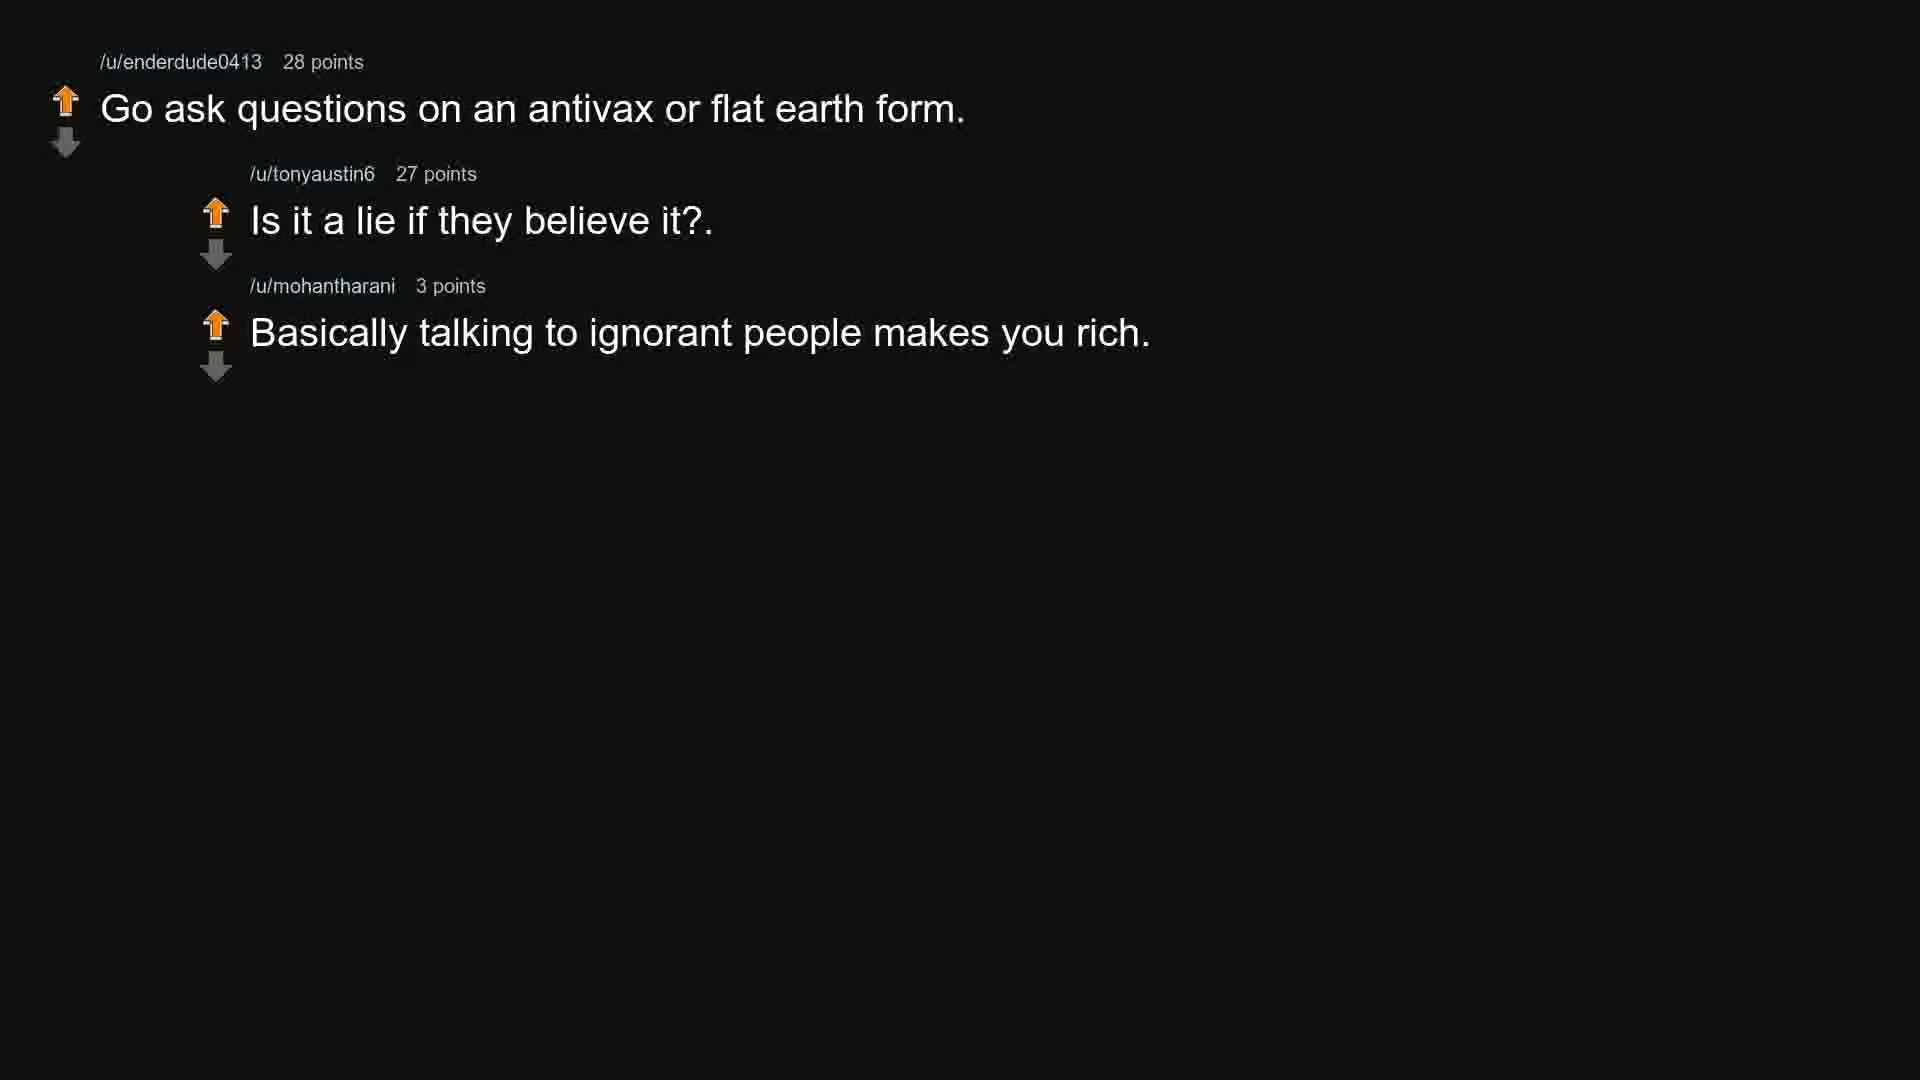 /u/enderdude0413 28 points
Go ask questions on an antivax or flat earth form.
/u/tonyaustin6 27 points
Is it a lie if they believe it?.
/u/mohantharani 3 points
Basically talking to ignorant people makes you rich.